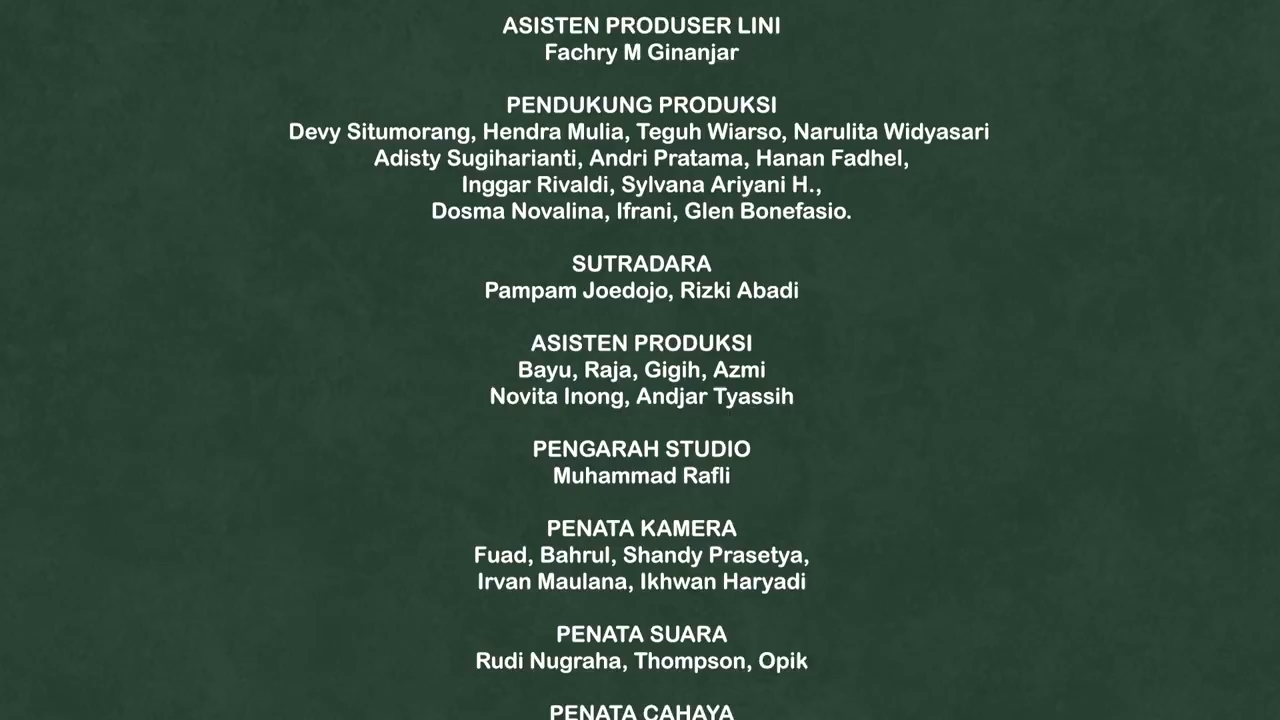 ASISTEN PRODUSER LINI
Fachry M Ginanjar
PENDUKUNG PRODUKSI
Devy Situmorang, Hendra Mulia, Teguh Wiarso, Narulita Widyasari
Adisty Sugiharianti, Andri Pratama, Hanan Fadhel,
Inggar Rivaldi, Sylvana Ariyani H.,
Dosma Novalina, Ifrani, Glen Bonefasio.
SUTRADARA
Pampam Joedojo, Rizki Abadi
ASISTEN PRODUKSI
Bayu, Raja, Gigih, Azmi
Novita Inong, Andjar Tyassih
PENGARAH STUDIO
Muhammad Rafli
PENATA KAMERA
Fuad, Bahrul, Shandy Prasetya,
Irvan Maulana, Ikhwan Haryadi
PENATA SUARA
Rudi Nugraha, Thompson, Opik
PENATA CAHAYA